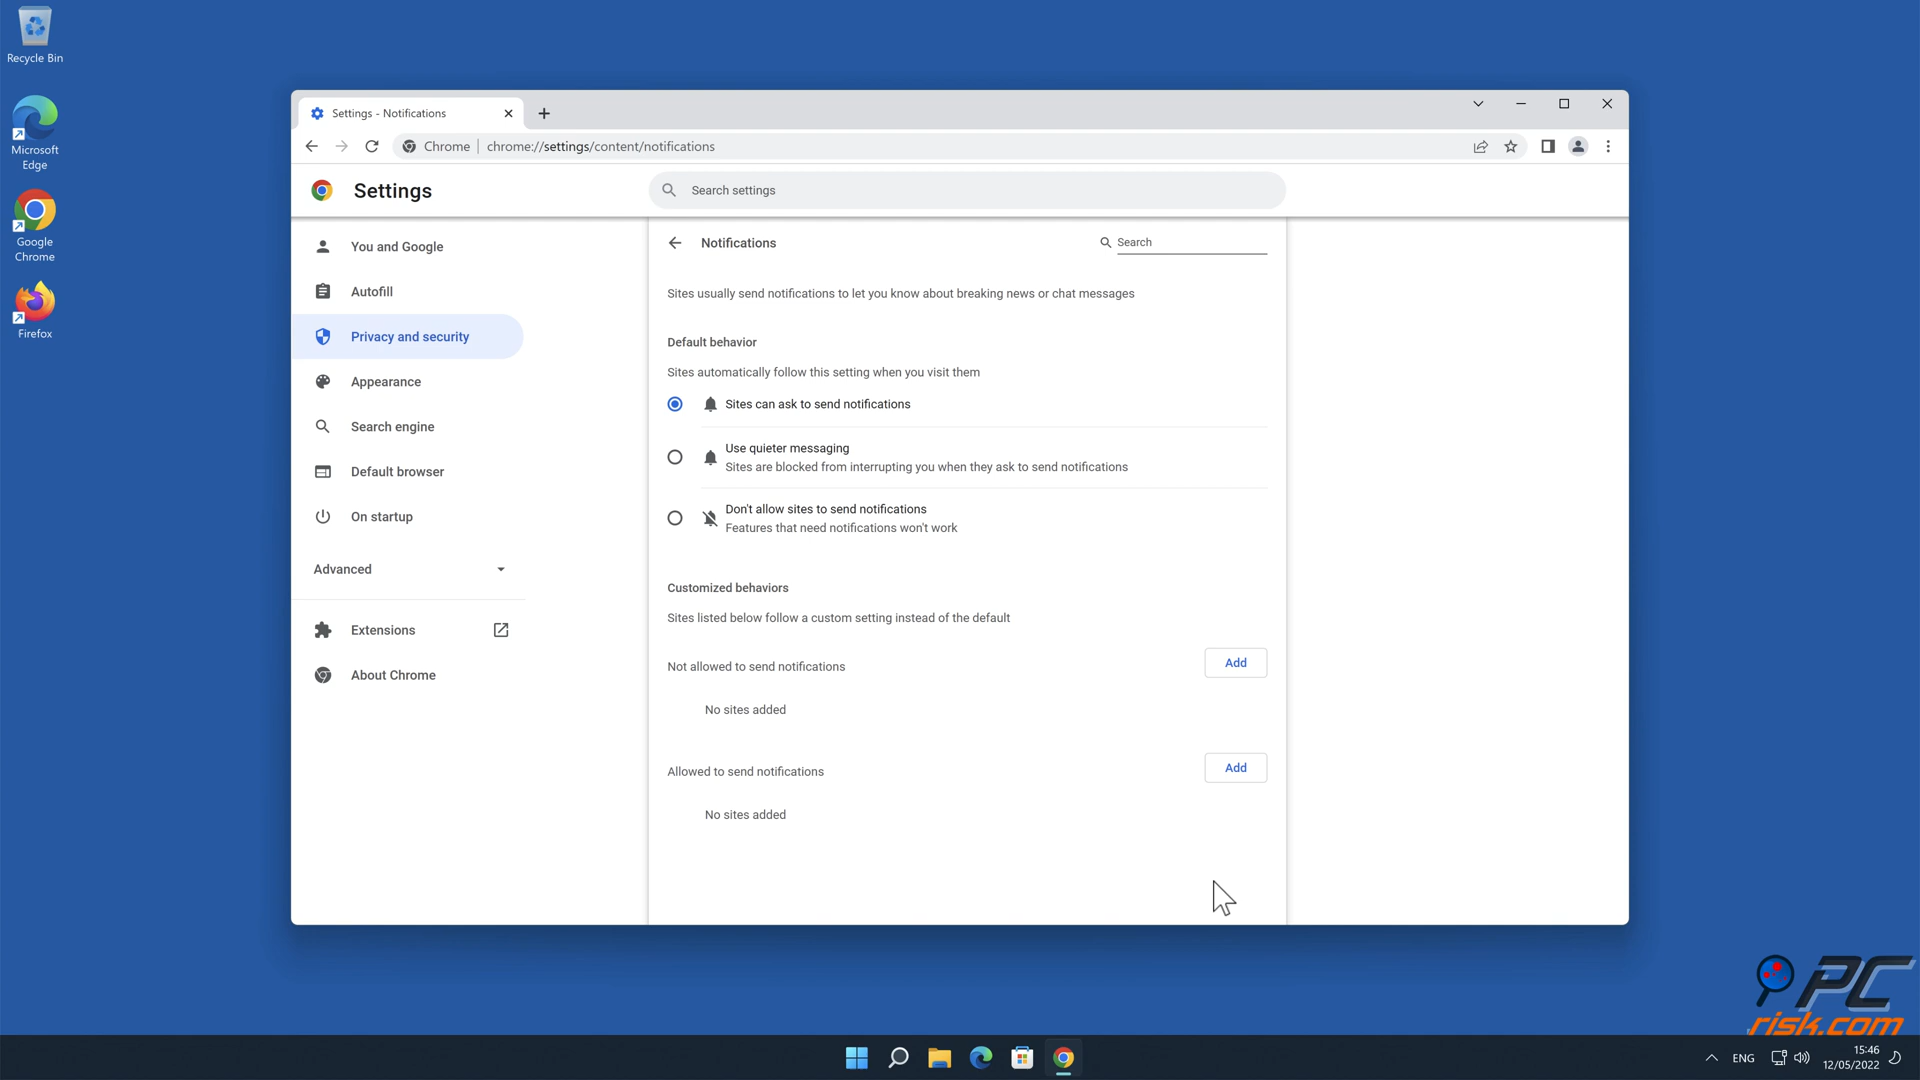 Recycle Bin
Microsoft
Edge
Google
Chrome
Firefox
Settings - Notifications
Chrome
chrome://settings/content/notifications
Settings
Search settings
You and Google
Autofill
Privacy and security
Appearance
Search engine
Default browser
On startup
Advanced
Extensions
About Chrome
Notifications
Search
Sites usually send notifications to let you know about breaking news or chat messages
Default behavior
Sites automatically follow this setting when you visit them
Sites can ask to send notifications
Use quieter messaging
Sites are blocked from interrupting you when they ask to send notifications
Don't allow sites to send notifications
Features that need notifications won't work
Customized behaviors
Sites listed below follow a custom setting instead of the default
Not allowed to send notifications
Add
No sites added
Allowed to send notifications
Add
No sites added
PC
risk.com
ENG
15:46
12/05/2022